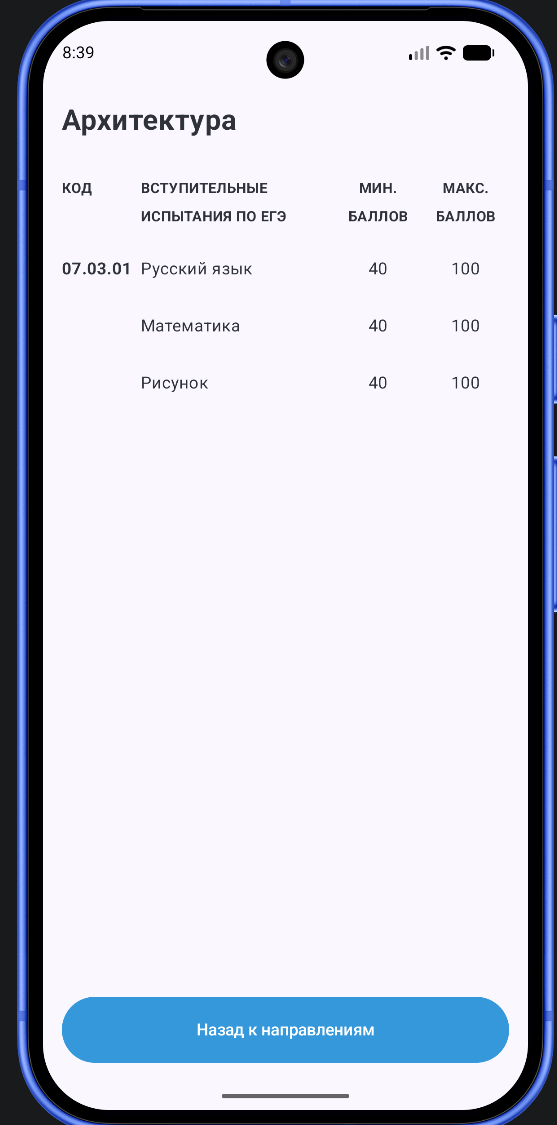 8:39
Архитектура
КОД ВСТУПИТЕЛЬНЫЕ МИН. МАКС.
ИСПЫТАНИЯ ПО ЕГЭ БАЛЛОВ БАЛЛОВ
07.03.01 Русский язык 40 100
Математика 40 100
Рисунок 40 100
Назад к направлениям